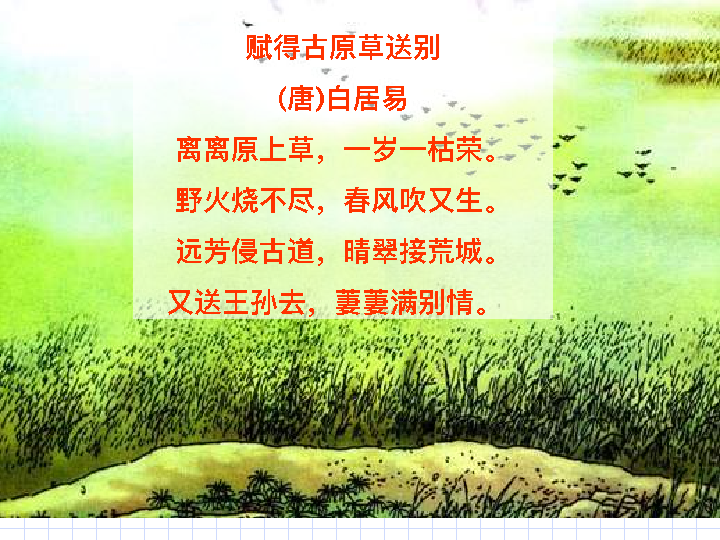 赋得古原草送别
(唐)白居易
离离原上草，一岁一枯荣。
野火烧不尽，春风吹又生。
远芳侵古道，晴翠接荒城。
又送王孙去，萋萋满别情。